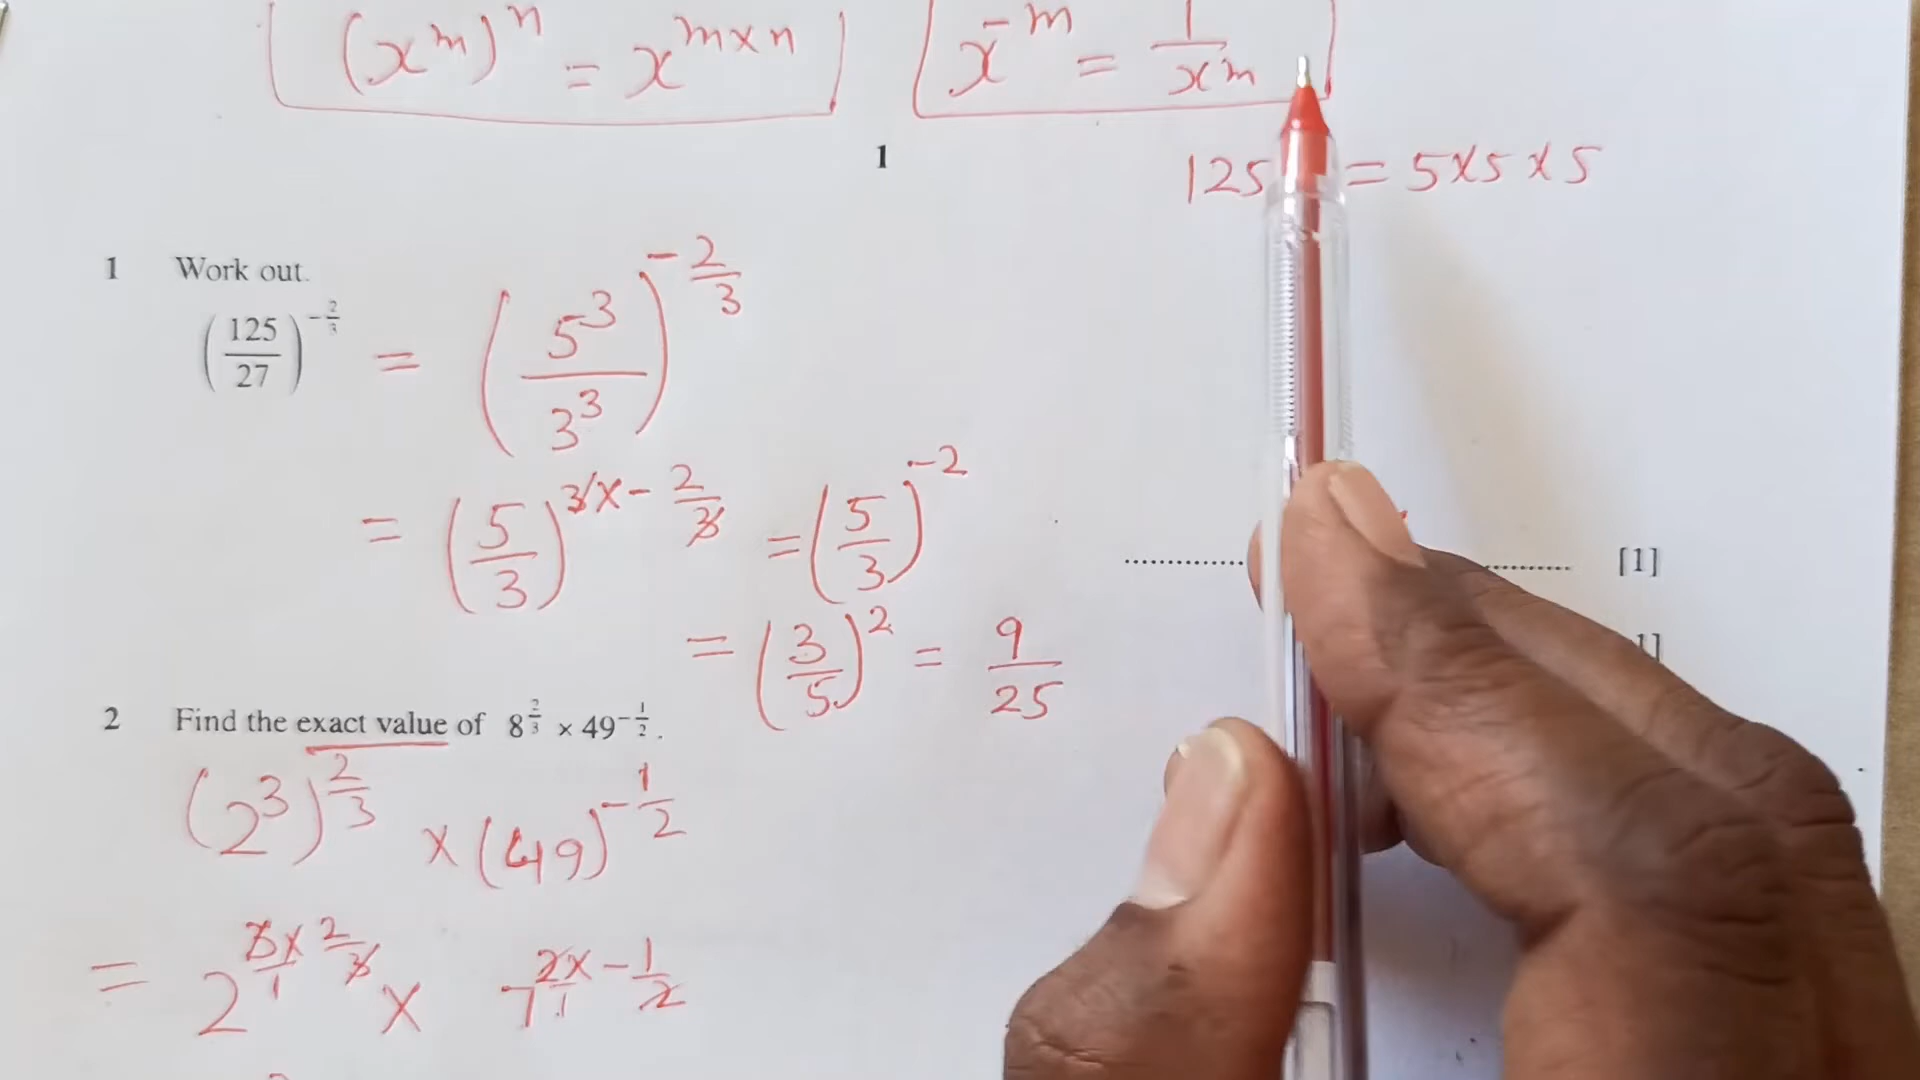 (x^m)^n = x^{m×n}   x^{-m} = 1/x^m
1
125 = 5×5×5
1 Work out.
(125/27)^{-2/3} = (5^3/3^3)^{-2/3}
= (5/3)^{3×-2/3} = (5/3)^{-2}
.................... [1]
= (3/5)^2 = 9/25
2 Find the exact value of 8^{2/3} × 49^{-1/2}.
(2^3)^{2/3} × (49)^{-1/2}
= 2^{3/1×2/3} × 7^{2/1×-1/2}